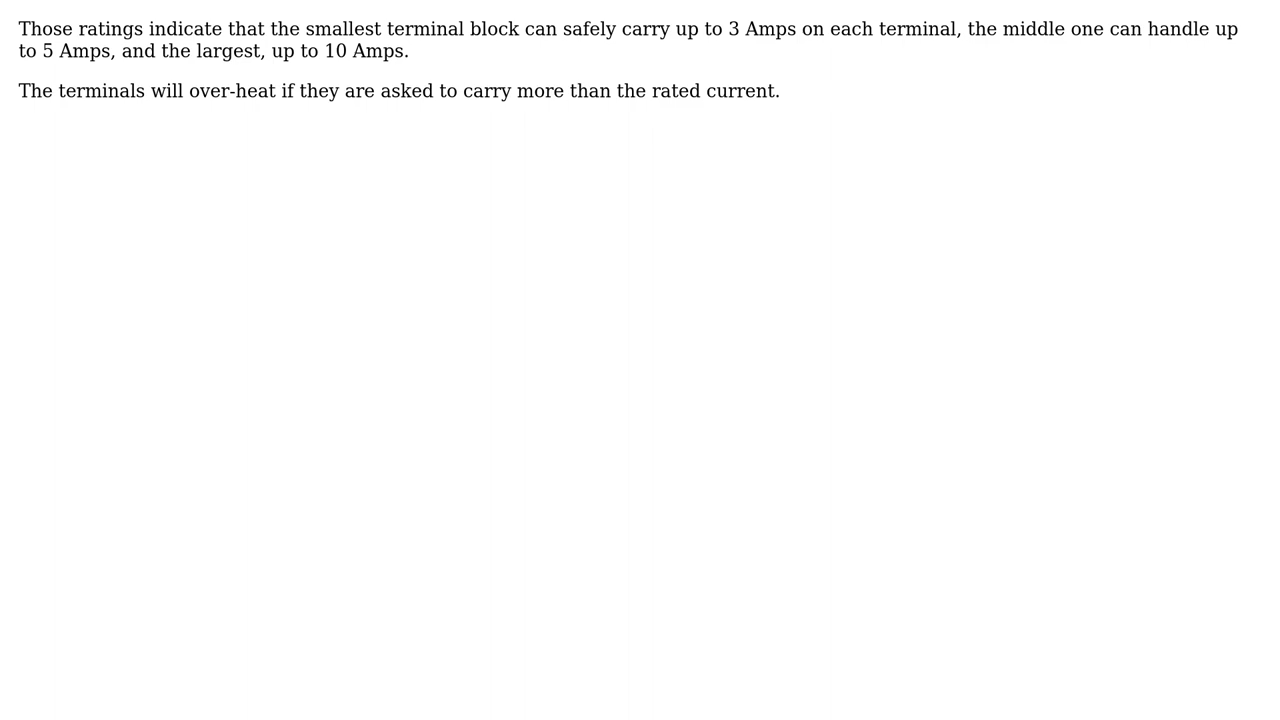 Those ratings indicate that the smallest terminal block can safely carry up to 3 Amps on each terminal, the middle one can handle up
to 5 Amps, and the largest, up to 10 Amps.
The terminals will over-heat if they are asked to carry more than the rated current.